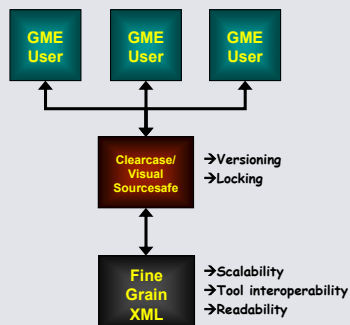 GME
User
GME
User
GME
User
Clearcase/
Visual
Sourcesafe
→Versioning
→Locking
Fine
Grain
XML
→Scalability
→Tool interoperability
→Readability